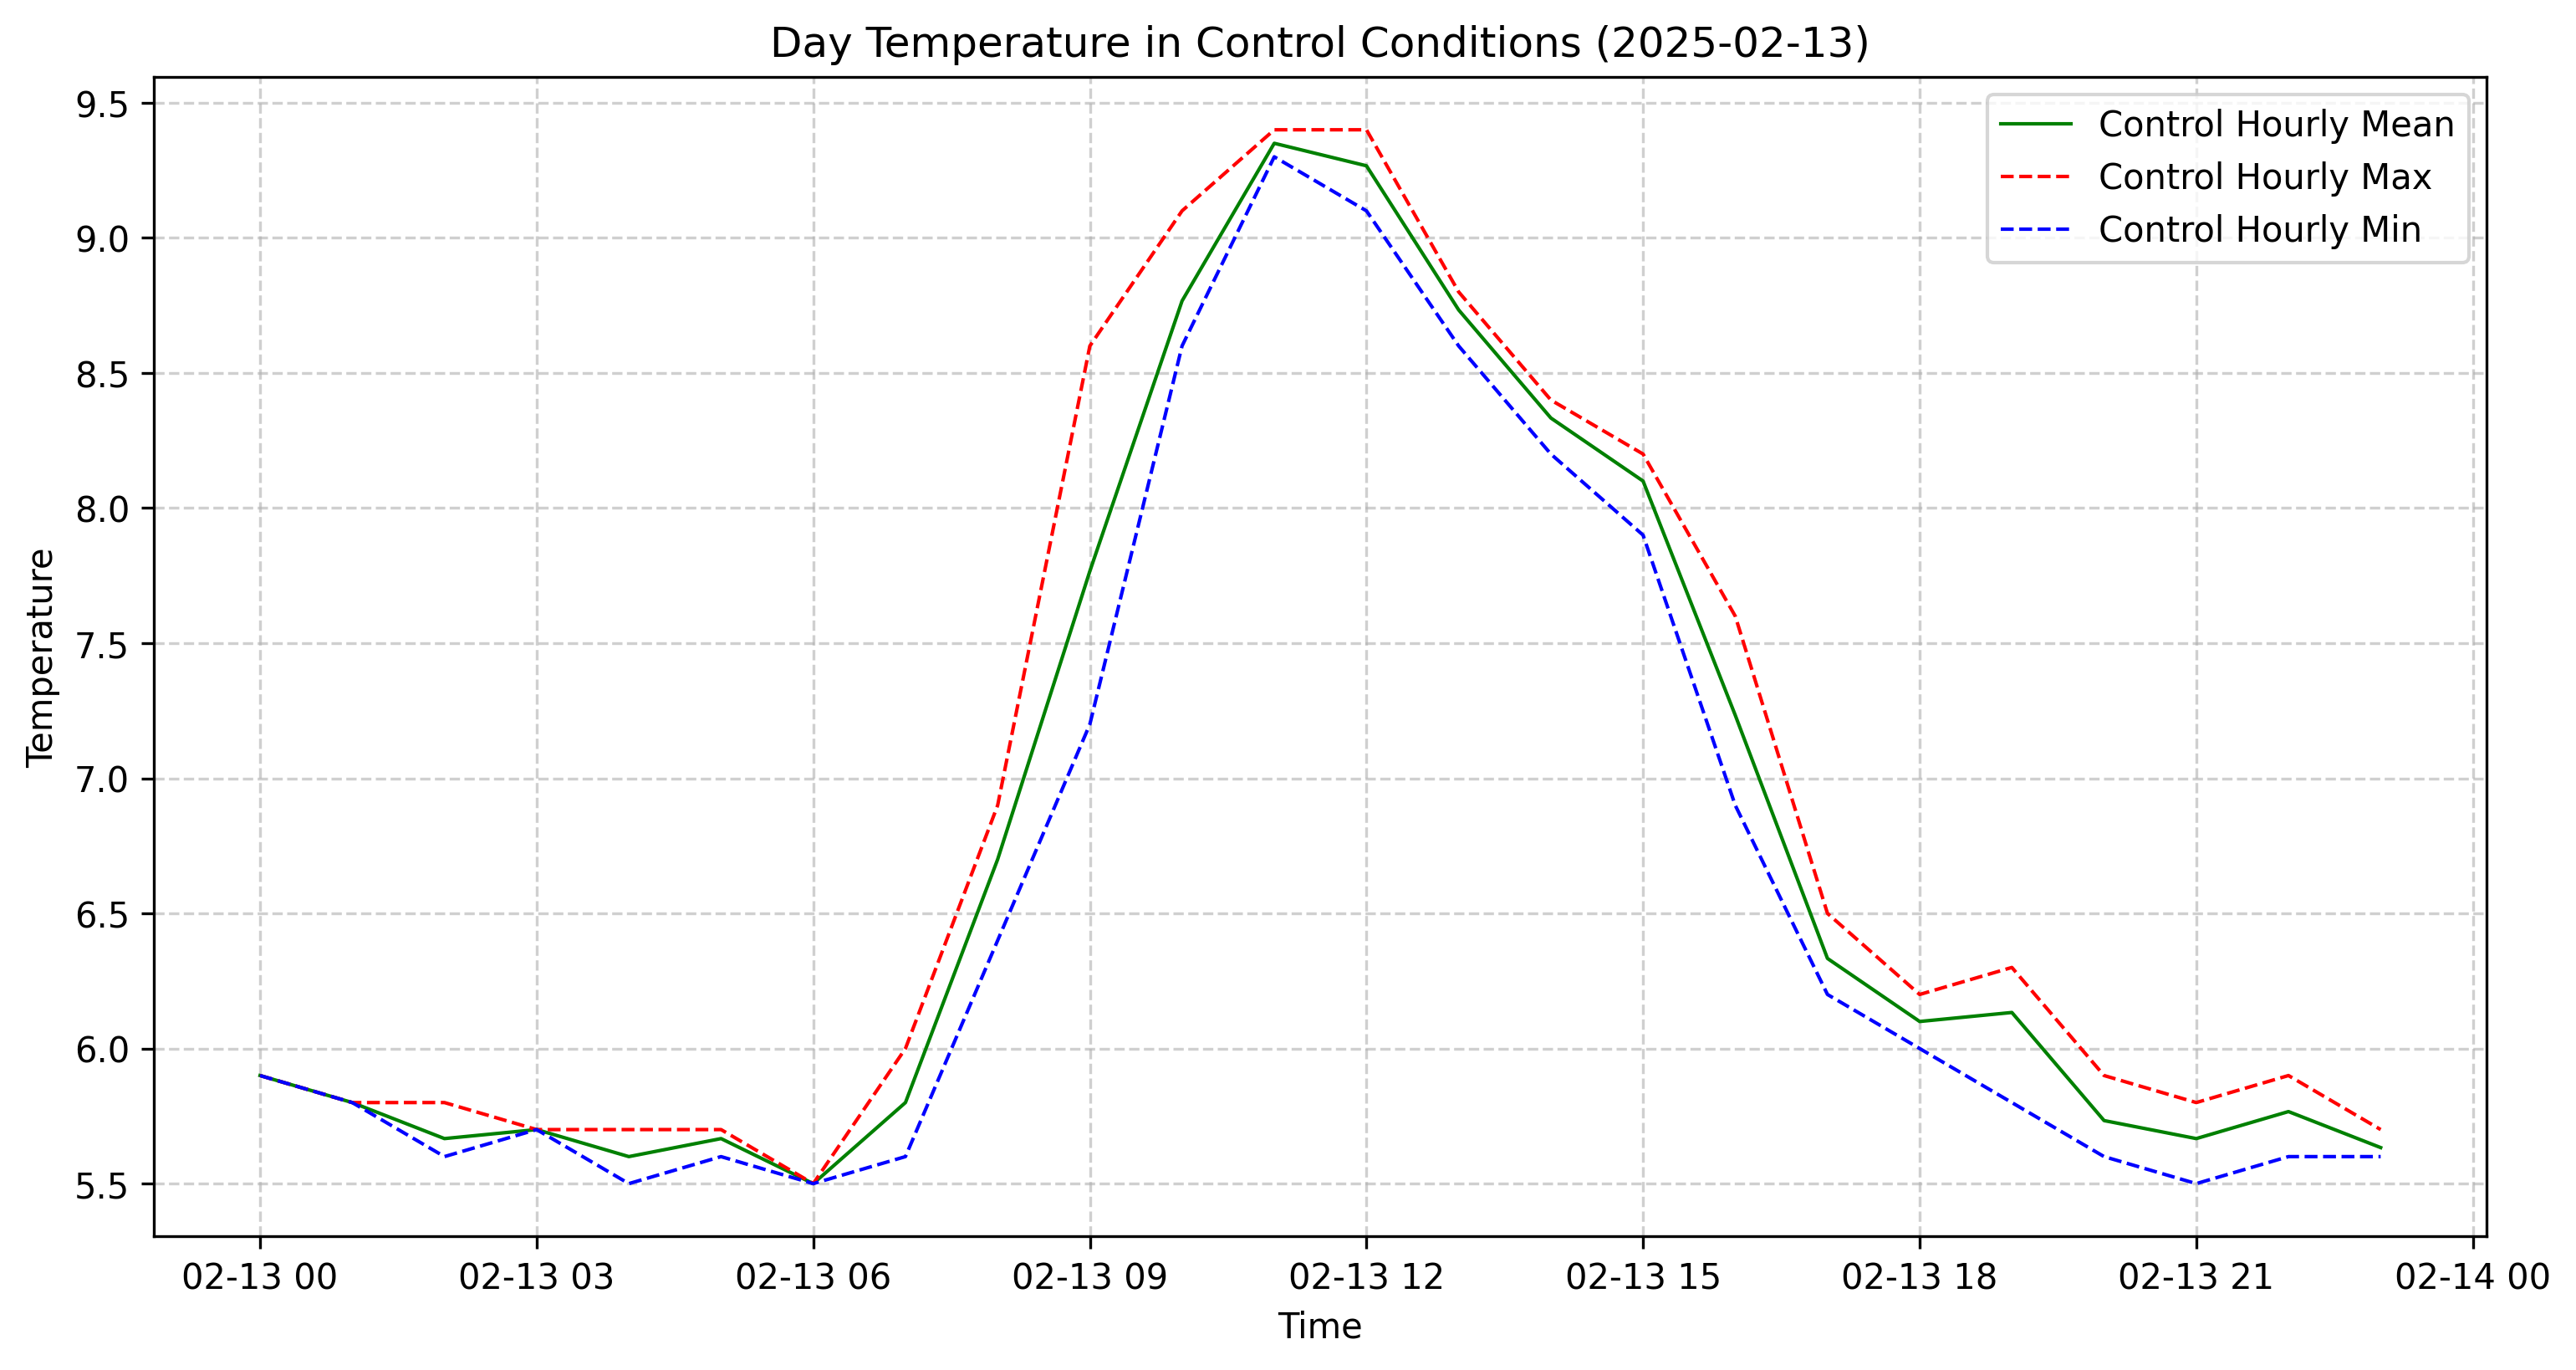 Day Temperature in Control Conditions (2025-02-13)
Control Hourly Mean
Control Hourly Max
Control Hourly Min
Temperature
9.5
9.0
8.5
8.0
7.5
7.0
6.5
6.0
5.5
02-13 00 02-13 03 02-13 06 02-13 09 02-13 12 02-13 15 02-13 18 02-13 21 02-14 00
Time